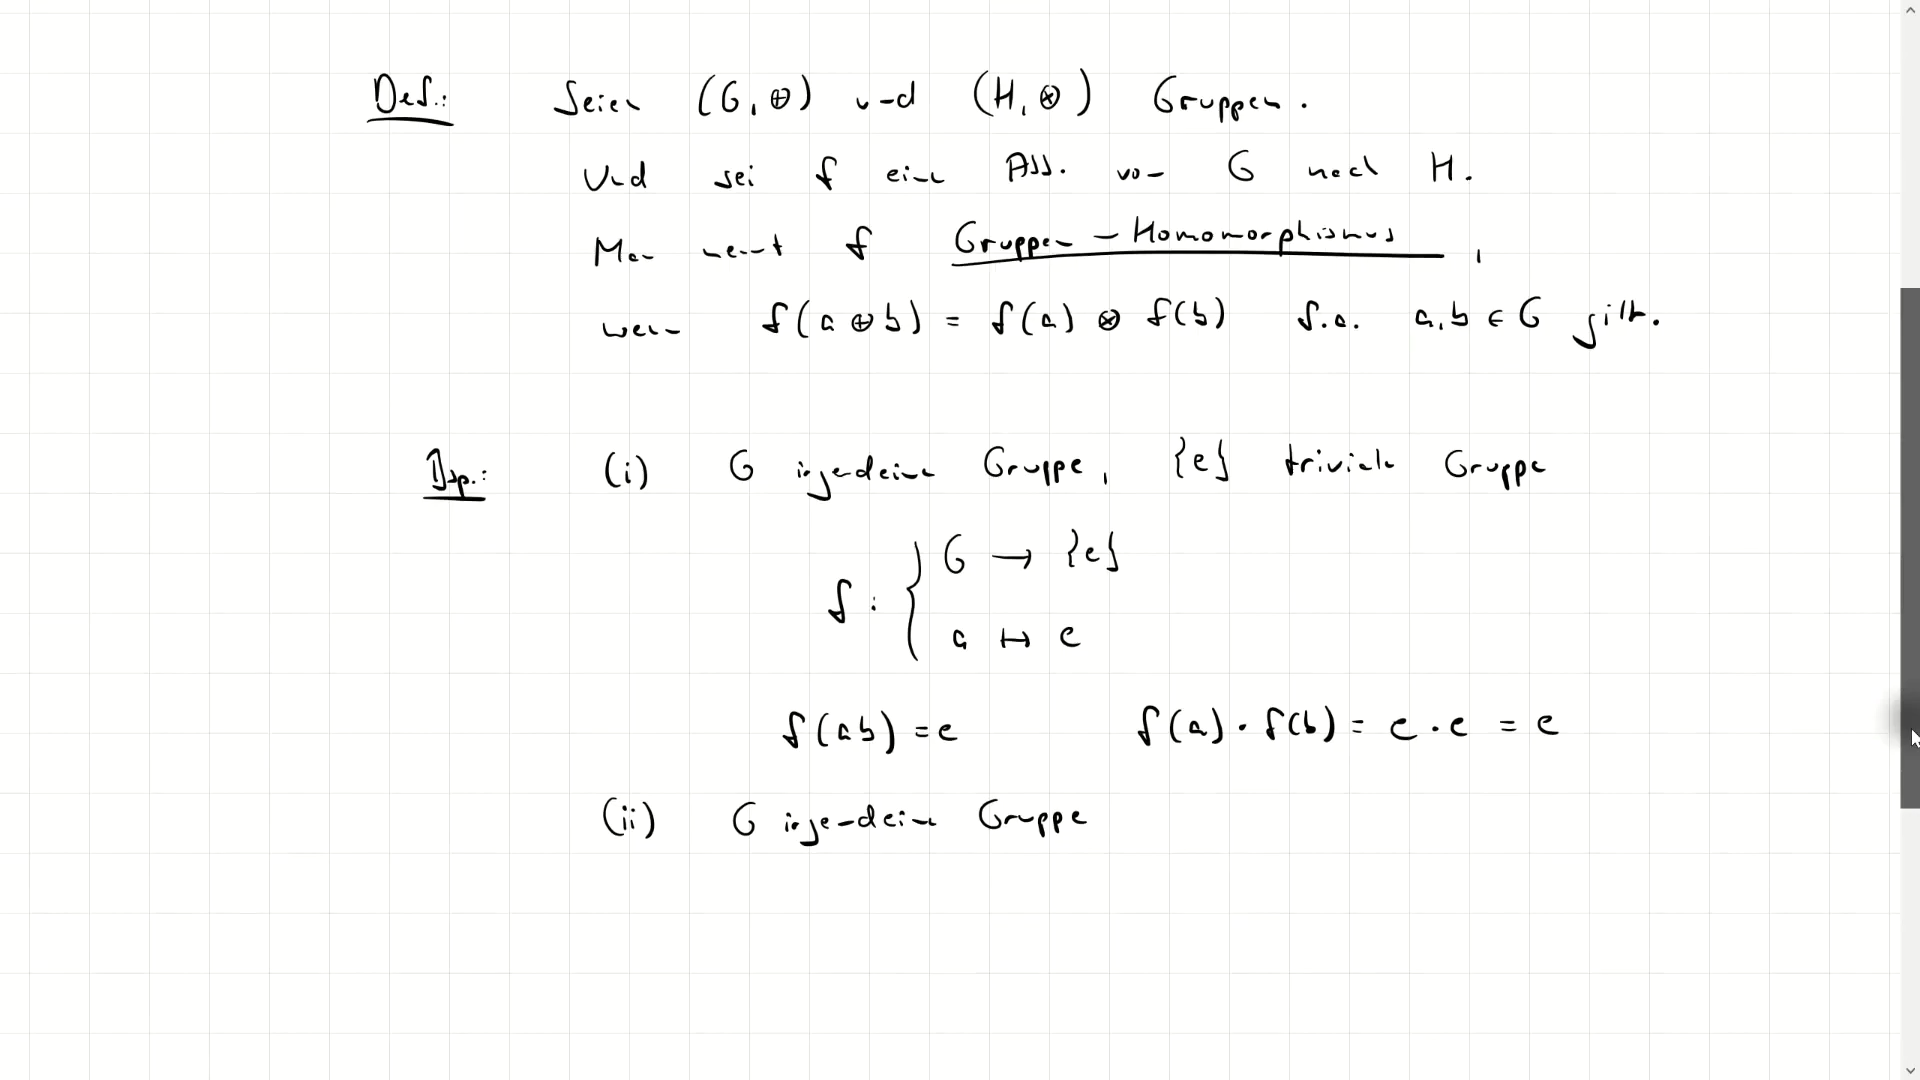 Def.: Seien (G, ⊕) und (H, ⊗) Gruppen.
Und sei f eine Abb. von G nach H.
Man nennt f Gruppen-Homomorphismus,
wenn f(a ⊕ b) = f(a) ⊗ f(b) f.a. a,b ∈ G gilt.
Bsp.: (i) G irgendeine Gruppe, {e} triviale Gruppe
f: { G → {e}
a ↦ e
f(ab) = e f(a) · f(b) = e · e = e
(ii) G irgendeine Gruppe